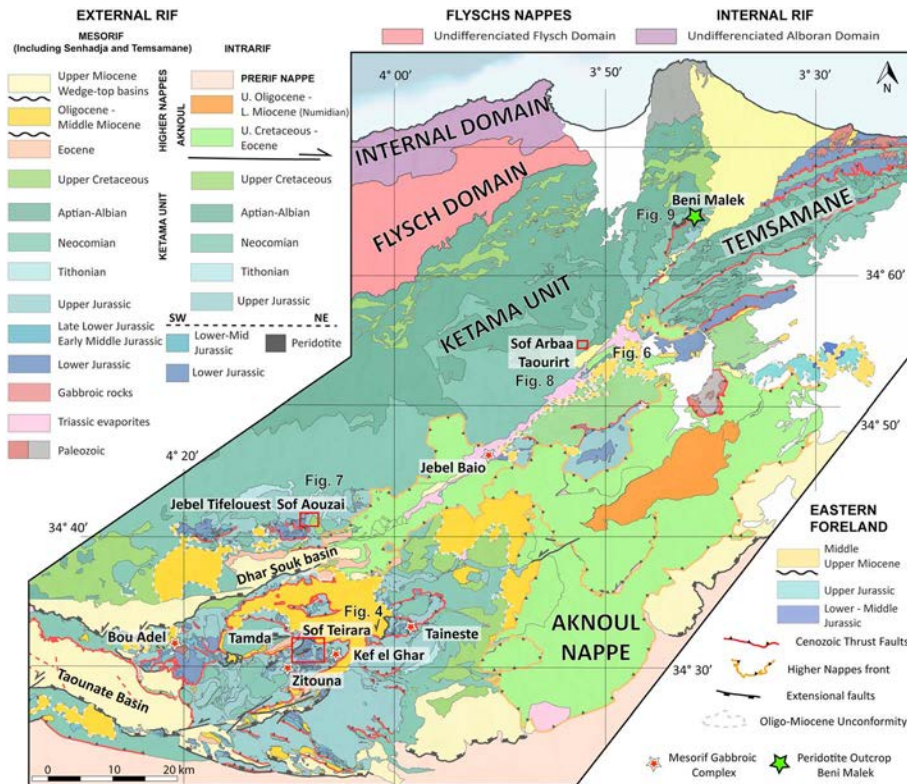 EXTERNAL RIF
MESORIF
(Including Senhadja and Temsamane)
Upper Miocene
Wedge-top basins
Oligocene -
Middle Miocene
Eocene
Upper Cretaceous
Aptian-Albian
Neocomian
Tithonian
Upper Jurassic
Late Lower Jurassic
Early Middle Jurassic
Lower Jurassic
Gabbroic rocks
Triassic evaporites
Paleozoic
HIGHER NAPPES
AKNOUL
KETAMA UNIT
INTRARIF
PRERIF NAPPE
U. Oligocene -
L. Miocene (Numidian)
U. Cretaceous -
Eocene
Upper Cretaceous
Aptian-Albian
Neocomian
Tithonian
Upper Jurassic
SW
NE
Lower-Mid
Jurassic
Peridotite
Lower Jurassic
FLYSCHS NAPPES
Undifferenciated Flysch Domain
INTERNAL RIF
Undifferenciated Alboran Domain
4° 00'
3° 50'
3° 30'
N
INTERNAL DOMAIN
FLYSCH DOMAIN
KETAMA UNIT
Beni Malek
Fig. 9
TEMSAMANE
34° 60'
Sof Arbaa
Taourirt
Fig. 6
Fig. 8
34° 50'
4° 20'
Jebel Baio
Fig. 7
Jebel Tifelouest
Sof Aouzai
34° 40'
Dhar Souk basin
Fig. 4
Bou Adel
Tamda
Sof Teirara
Taineste
Kef el Ghar
Zitouna
Taounate Basin
AKNOUL
NAPPE
34° 30'
0
10
20 km
EASTERN
FORELAND
Middle
Upper Miocene
Upper Jurassic
Lower - Middle
Jurassic
Cenozoic Thrust Faults
Higher Nappes front
Extensional faults
Oligo-Miocene Unconformity
Mesorif Gabbroic
Complex
Peridotite Outcrop
Beni Malek